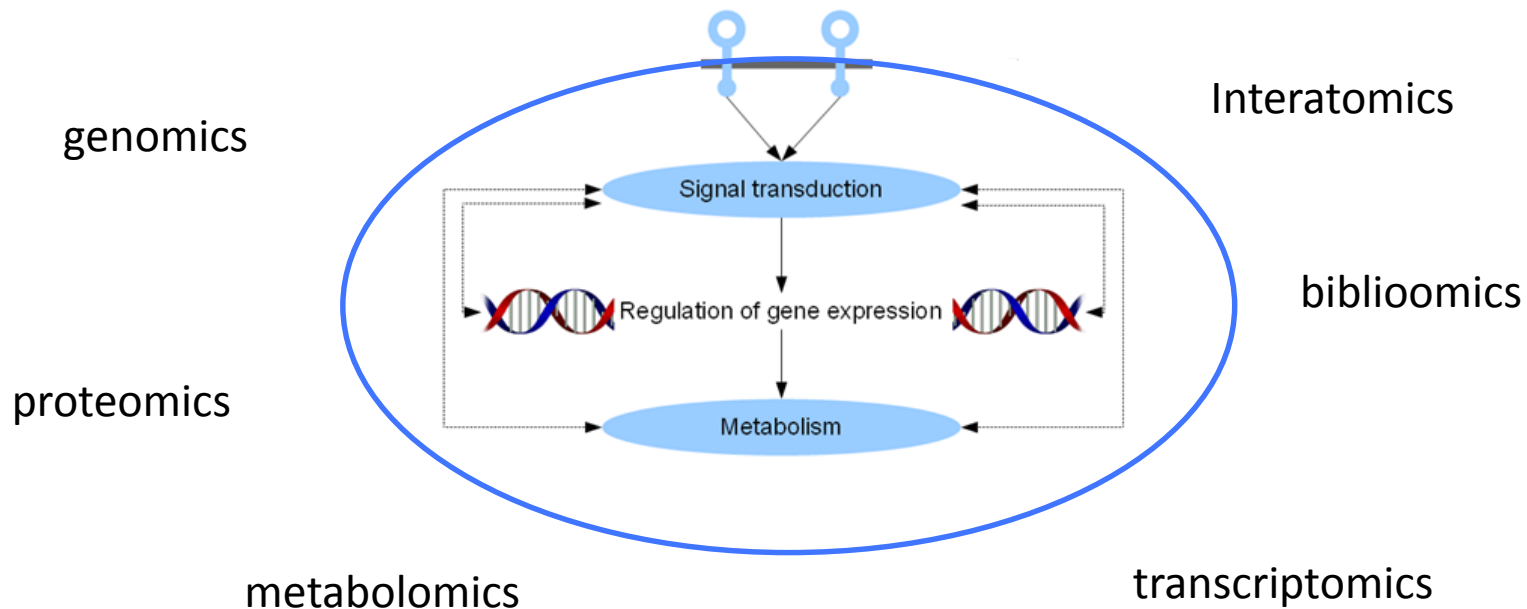 Interatomics
genomics
Signal transduction
Regulation of gene expression
biblioomics
proteomics
Metabolism
metabolomics
transcriptomics